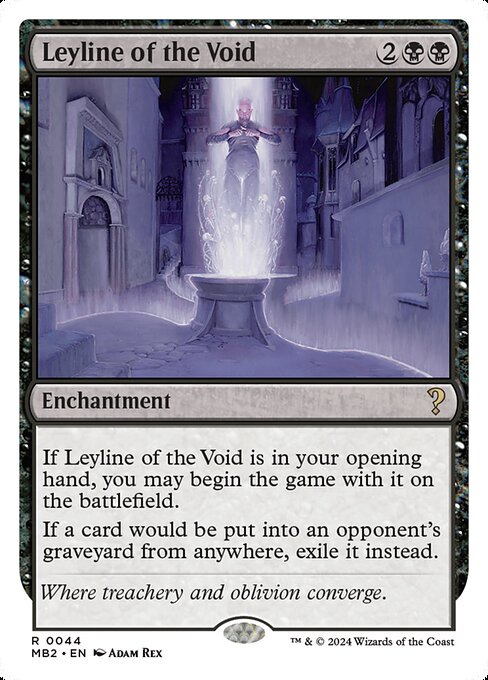 Leyline of the Void 2
Enchantment
If Leyline of the Void is in your opening
hand, you may begin the game with it on
the battlefield.
If a card would be put into an opponent's
graveyard from anywhere, exile it instead.
Where treachery and oblivion converge.
R 0044
MB2 • EN Adam Rex
™ & © 2024 Wizards of the Coast